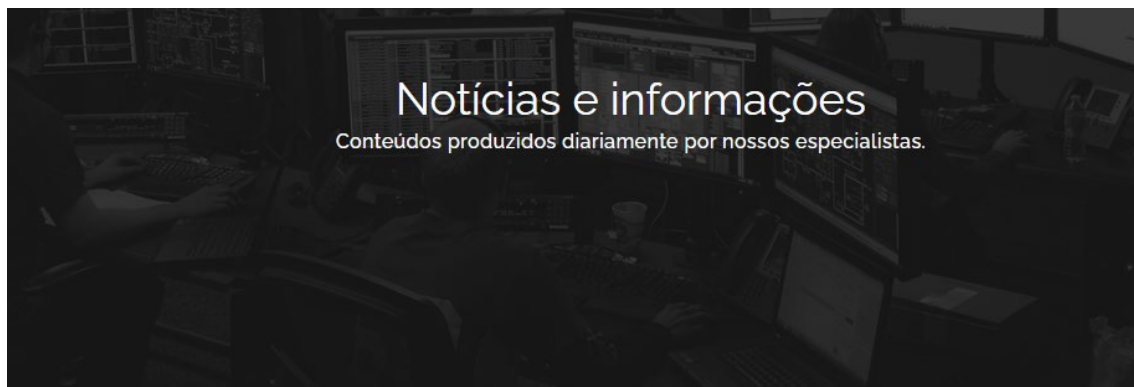 Notícias e informações
Conteúdos produzidos diariamente por nossos especialistas.